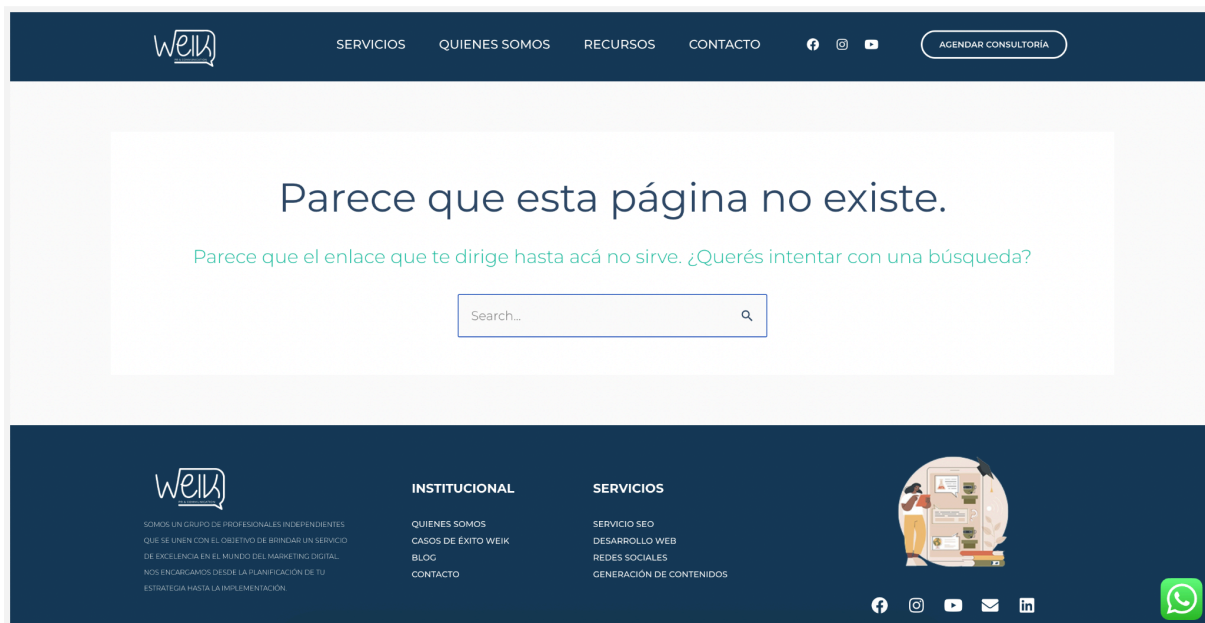 Weik
SERVICIOS QUIENES SOMOS RECURSOS CONTACTO AGENDAR CONSULTORÍA
Parece que esta página no existe.
Parece que el enlace que te dirige hasta acá no sirve. ¿Querés intentar con una búsqueda?
Search...
Weik
SOMOS UN GRUPO DE PROFESIONALES INDEPENDIENTES
QUE SE UNEN CON EL OBJETIVO DE BRINDAR UN SERVICIO
DE EXCELENCIA EN EL MUNDO DEL MARKETING DIGITAL.
NOS ENCARGAMOS DESDE LA PLANIFICACIÓN DE TU
ESTRATEGIA HASTA LA IMPLEMENTACIÓN.
INSTITUCIONAL
QUIENES SOMOS
CASOS DE ÉXITO WEIK
BLOG
CONTACTO
SERVICIOS
SERVICIO SEO
DESARROLLO WEB
REDES SOCIALES
GENERACIÓN DE CONTENIDOS